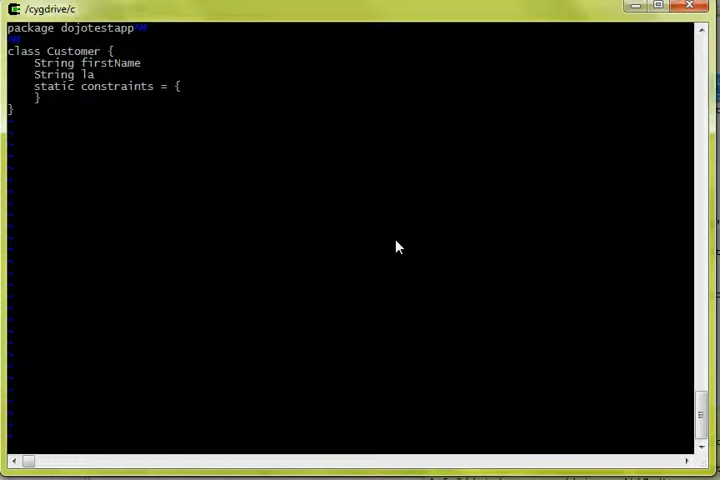 /cygdrive/c
package dojotestapp^M
^M
class Customer {
String firstName
String la
static constraints = {
}
}